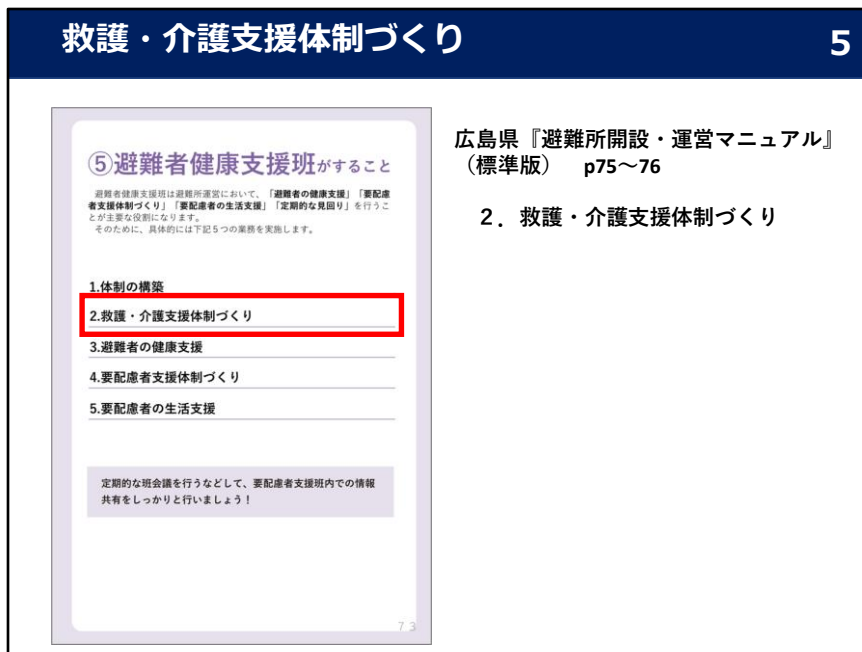 救護・介護支援体制づくり
5
⑤避難者健康支援班がすること
避難者健康支援班は避難所運営において、「避難者の健康支援」「要配慮
者支援体制づくり」「要配慮者の生活支援」「定期的な見回り」を行うこ
とが主要な役割になります。
そのために、具体的には下記5つの業務を実施します。
1.体制の構築
2.救護・介護支援体制づくり
3.避難者の健康支援
4.要配慮者支援体制づくり
5.要配慮者の生活支援
定期的な班会議を行うなどして、要配慮者支援班内での情報
共有をしっかりと行いましょう！
73
広島県『避難所開設・運営マニュアル』
（標準版） p75～76
２．救護・介護支援体制づくり